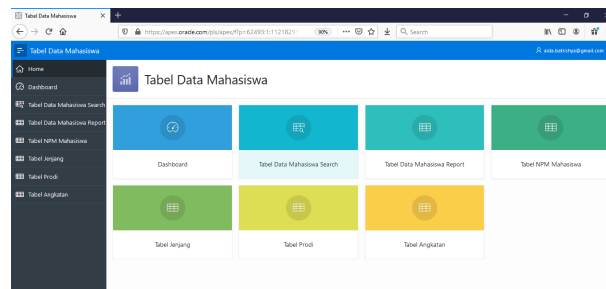 Tabel Data Mahasiswa
https://apex.oracle.com/pls/apex/f?p=62493:1:1121829
90%
Search
Tabel Data Mahasiswa
Home
Dashboard
Tabel Data Mahasiswa Search
Tabel Data Mahasiswa Report
Tabel NPM Mahasiswa
Tabel Jenjang
Tabel Prodi
Tabel Angkatan
Tabel Data Mahasiswa
Dashboard
Tabel Data Mahasiswa Search
Tabel Data Mahasiswa Report
Tabel NPM Mahasiswa
Tabel Jenjang
Tabel Prodi
Tabel Angkatan